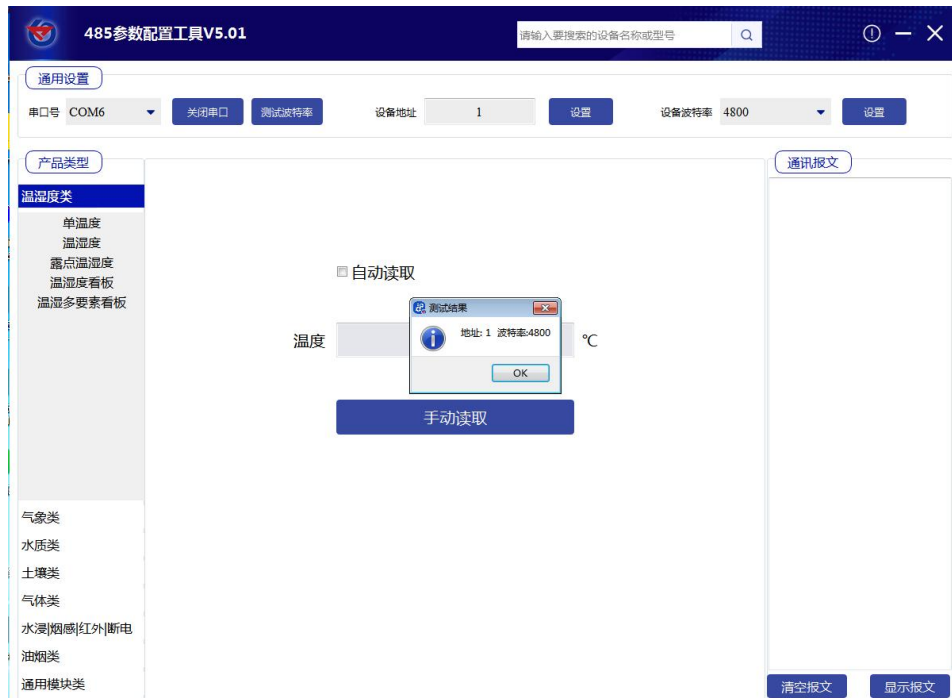 485参数配置工具V5.01
请输入要搜索的设备名称或型号
通用设置
串口号 COM6 关闭串口 测试波特率 设备地址 1 设置 设备波特率 4800 设置
产品类型
通讯报文
温湿度类
单温度
温湿度
露点温湿度
温湿度看板
温湿多要素看板
自动读取
测试结果
地址: 1 波特率:4800
温度 ℃
OK
手动读取
气象类
水质类
土壤类
气体类
水浸|烟感|红外|断电
油烟类
通用模块类
清空报文 显示报文